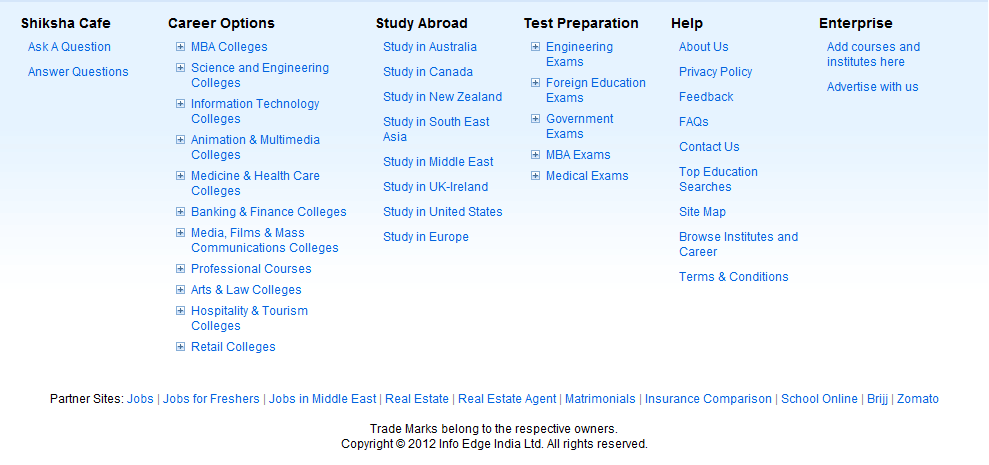 Shiksha Cafe
Ask A Question
Answer Questions
Career Options
MBA Colleges
Science and Engineering
Colleges
Information Technology
Colleges
Animation & Multimedia
Colleges
Medicine & Health Care
Colleges
Banking & Finance Colleges
Media, Films & Mass
Communications Colleges
Professional Courses
Arts & Law Colleges
Hospitality & Tourism
Colleges
Retail Colleges
Study Abroad
Study in Australia
Study in Canada
Study in New Zealand
Study in South East
Asia
Study in Middle East
Study in UK-Ireland
Study in United States
Study in Europe
Test Preparation
Engineering
Exams
Foreign Education
Exams
Government
Exams
MBA Exams
Medical Exams
Help
About Us
Privacy Policy
Feedback
FAQs
Contact Us
Top Education
Searches
Site Map
Browse Institutes and
Career
Terms & Conditions
Enterprise
Add courses and
institutes here
Advertise with us
Partner Sites: Jobs | Jobs for Freshers | Jobs in Middle East | Real Estate | Real Estate Agent | Matrimonials | Insurance Comparison | School Online | Brijj | Zomato
Trade Marks belong to the respective owners.
Copyright © 2012 Info Edge India Ltd. All rights reserved.